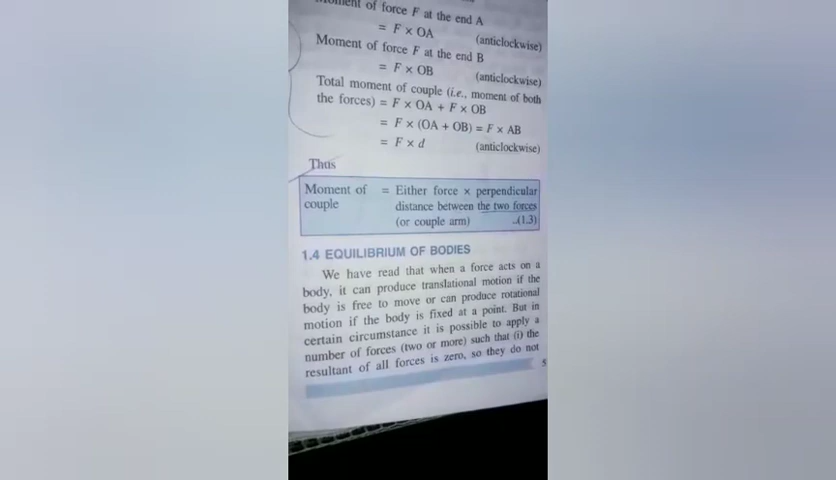 Moment of force F at the end A
= F × OA (anticlockwise)
Moment of force F at the end B
= F × OB (anticlockwise)
Total moment of couple (i.e., moment of both
the forces) = F × OA + F × OB
= F × (OA + OB) = F × AB
= F × d (anticlockwise)
Thus
Moment of = Either force × perpendicular
couple distance between the two forces
(or couple arm) ..(1.3)
1.4 EQUILIBRIUM OF BODIES
We have read that when a force acts on a
body, it can produce translational motion if the
body is free to move or can produce rotational
motion if the body is fixed at a point. But in
certain circumstance it is possible to apply a
number of forces (two or more) such that (i) the
resultant of all forces is zero, so they do not
5